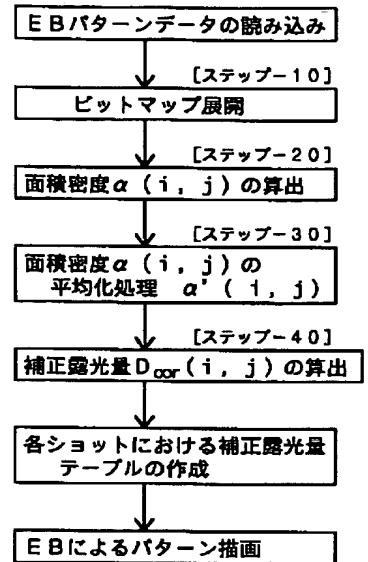 EBパターンデータの読み込み
[ステップ-10]
ビットマップ展開
[ステップ-20]
面積密度α(i, j)の算出
[ステップ-30]
面積密度α(i, j)の
平均化処理 α'(i, j)
[ステップ-40]
補正露光量Dcor(i, j)の算出
各ショットにおける補正露光量
テーブルの作成
EBによるパターン描画